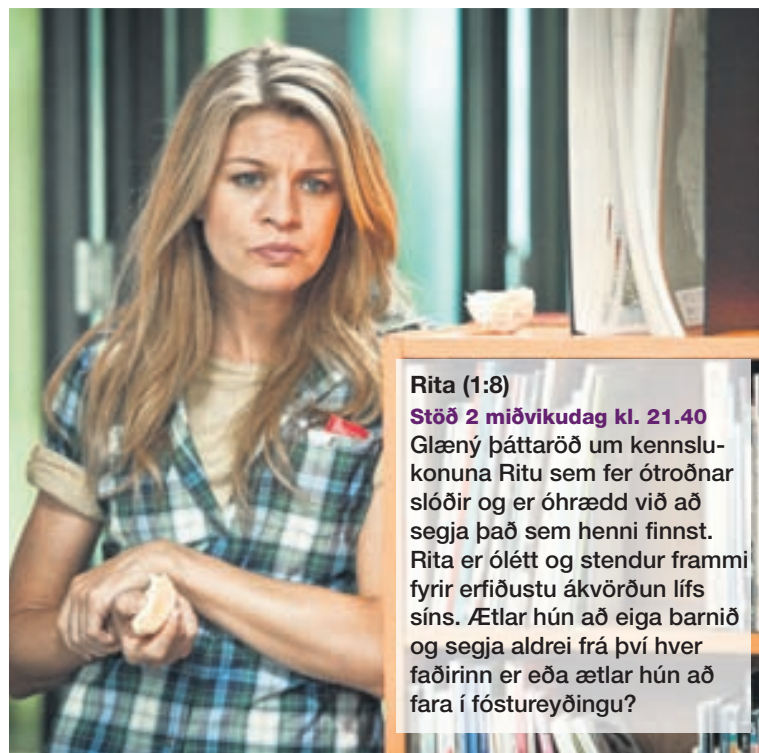 Rita (1:8)
Stöð 2 miðvikudag kl. 21.40
Glæný þáttaröð um kennslu-
konuna Ritu sem fer ótroðnar
slóðir og er óhrædd við að
segja það sem henni finnst.
Rita er ólétt og stendur frammi
fyrir erfiðustu ákvörðun lífs
síns. Ætlar hún að eiga barnið
og segja aldrei frá því hver
faðirinn er eða ætlar hún að
fara í fóstureyðingu?